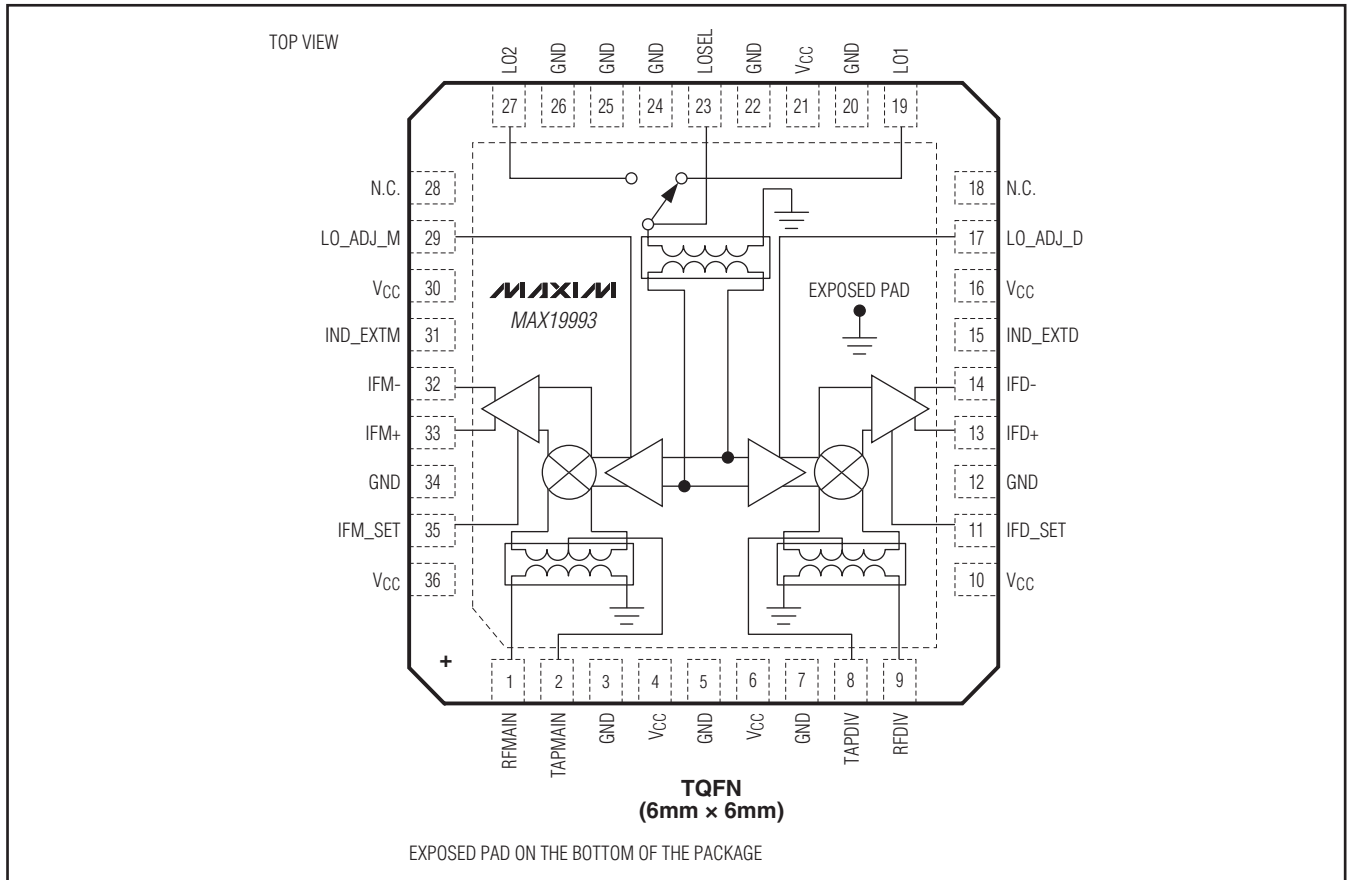 TOP VIEW
LO2
GND
GND
GND
LOSEL
GND
VCC
GND
LO1
27
26
25
24
23
22
21
20
19
N.C. 28
18 N.C.
LO_ADJ_M 29
17 LO_ADJ_D
VCC 30
MAXIM
EXPOSED PAD
16 VCC
MAX19993
IND_EXTM 31
15 IND_EXTD
IFM- 32
14 IFD-
IFM+ 33
13 IFD+
GND 34
12 GND
IFM_SET 35
11 IFD_SET
VCC 36
10 VCC
+
1
2
3
4
5
6
7
8
9
RFMAIN
TAPMAIN
GND
VCC
GND
VCC
GND
TAPDIV
RFDIV
TQFN
(6mm × 6mm)
EXPOSED PAD ON THE BOTTOM OF THE PACKAGE